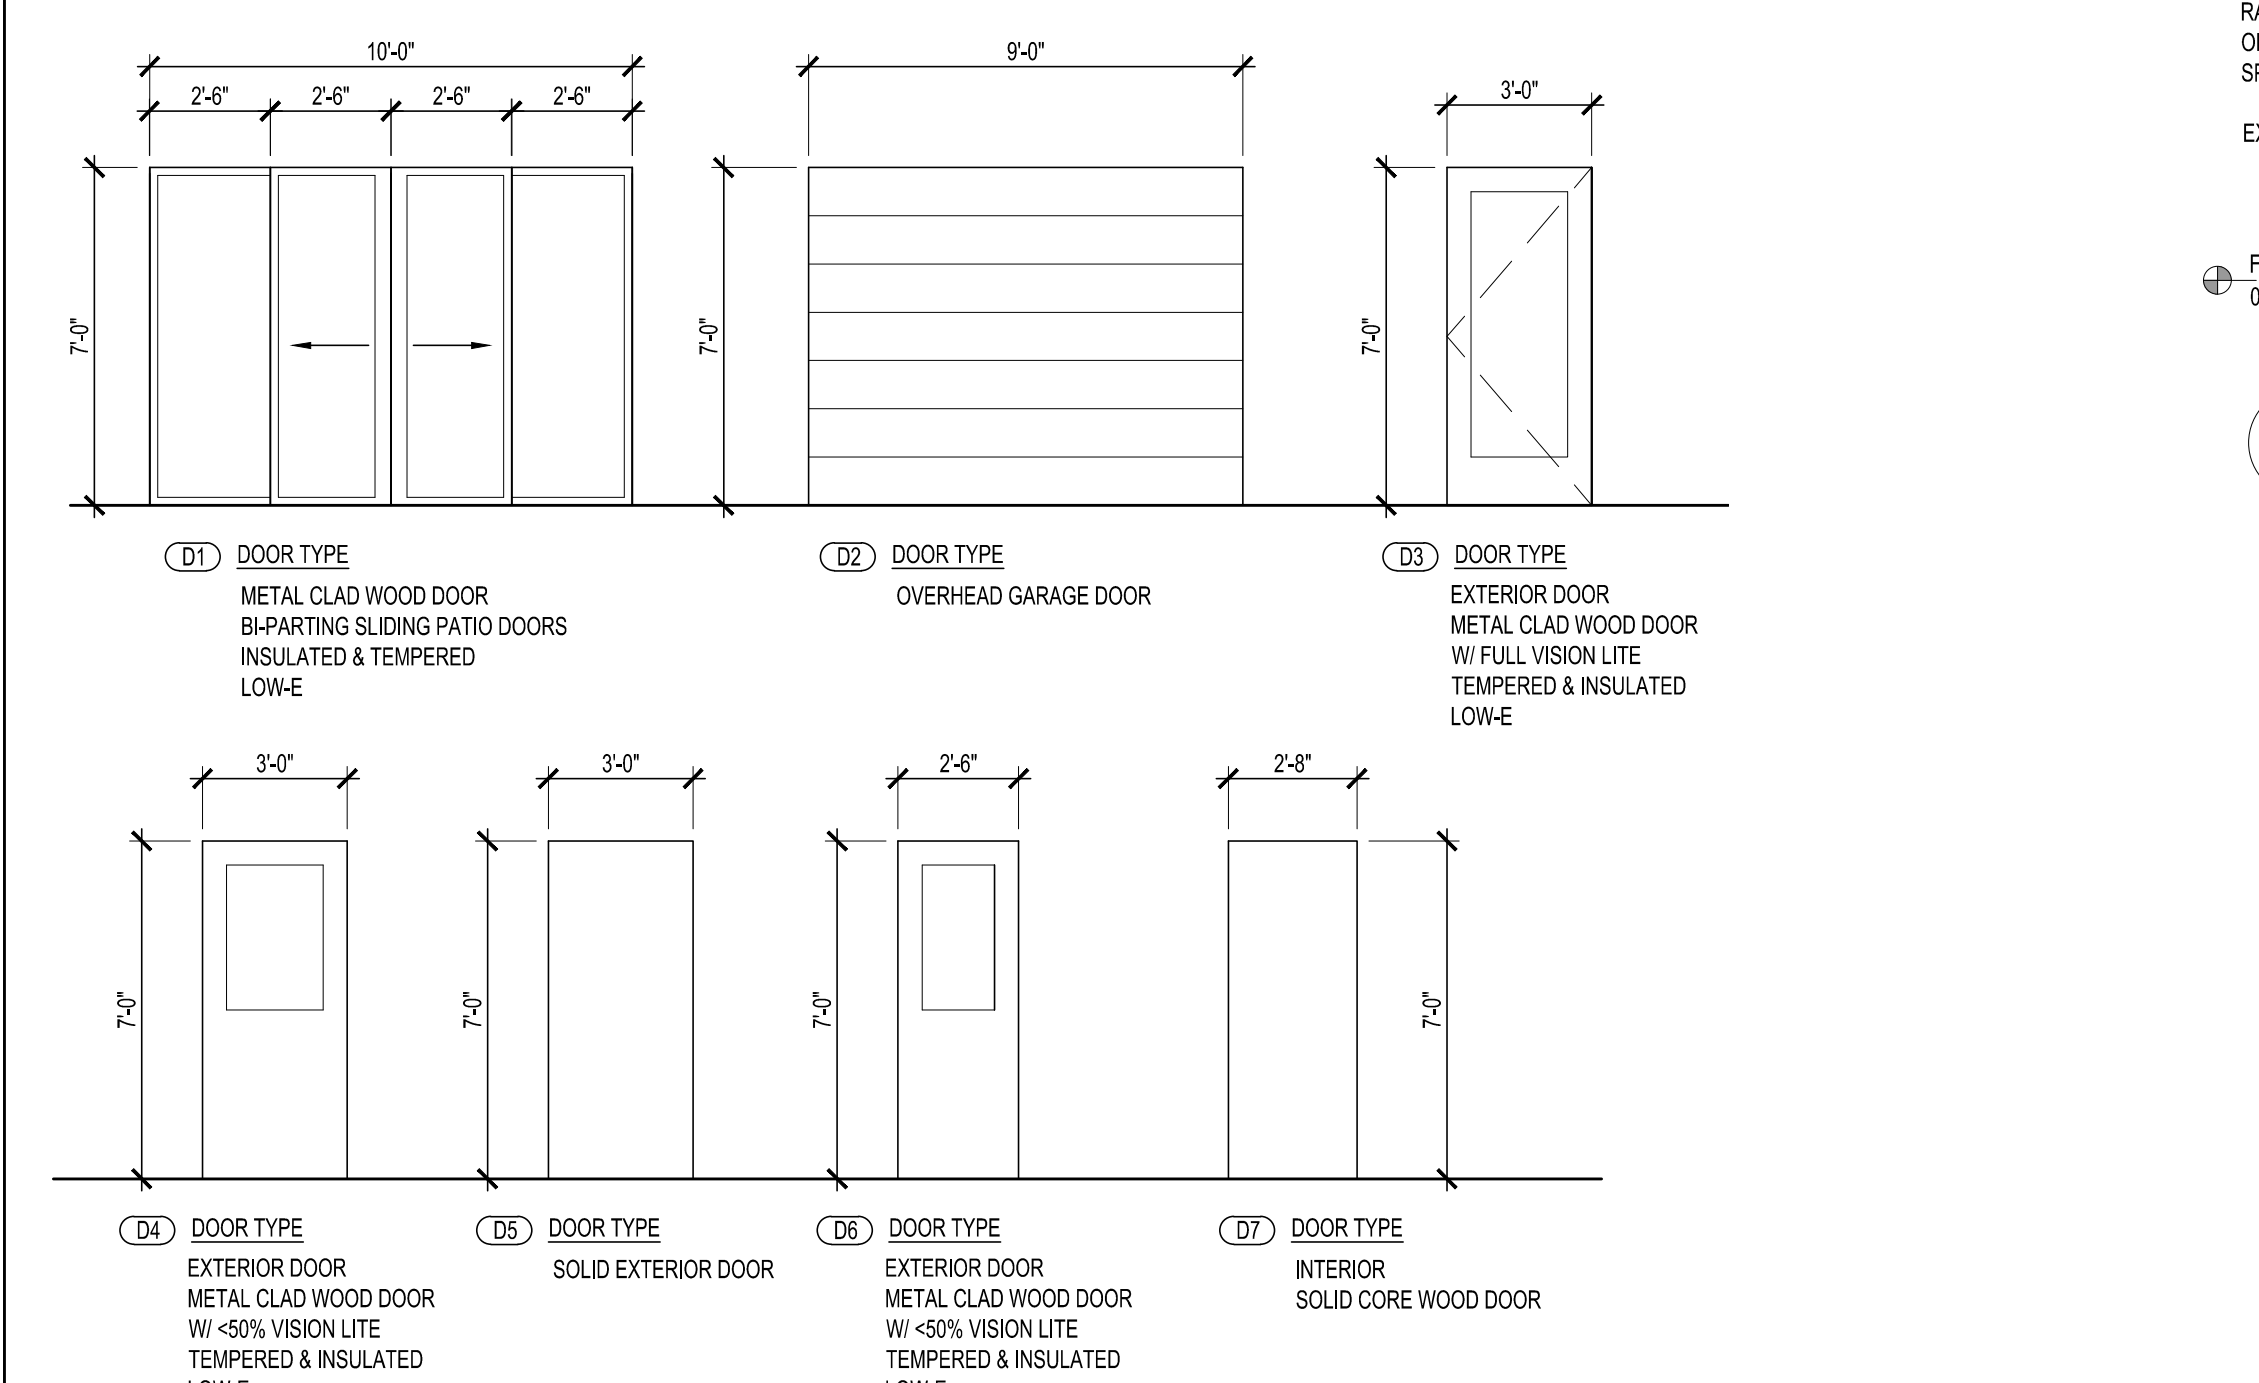 10'-0"
2'-6" 2'-6" 2'-6" 2'-6"
7'-0"
9'-0"
7'-0"
3'-0"
7'-0"
D1 DOOR TYPE
METAL CLAD WOOD DOOR
BI-PARTING SLIDING PATIO DOORS
INSULATED & TEMPERED
LOW-E
D2 DOOR TYPE
OVERHEAD GARAGE DOOR
D3 DOOR TYPE
EXTERIOR DOOR
METAL CLAD WOOD DOOR
W/ FULL VISION LITE
TEMPERED & INSULATED
LOW-E
3'-0"
7'-0"
3'-0"
7'-0"
2'-6"
7'-0"
2'-8"
7'-0"
D4 DOOR TYPE
EXTERIOR DOOR
METAL CLAD WOOD DOOR
W/ <50% VISION LITE
TEMPERED & INSULATED
LOW-E
D5 DOOR TYPE
SOLID EXTERIOR DOOR
D6 DOOR TYPE
EXTERIOR DOOR
METAL CLAD WOOD DOOR
W/ <50% VISION LITE
TEMPERED & INSULATED
LOW-E
D7 DOOR TYPE
INTERIOR
SOLID CORE WOOD DOOR